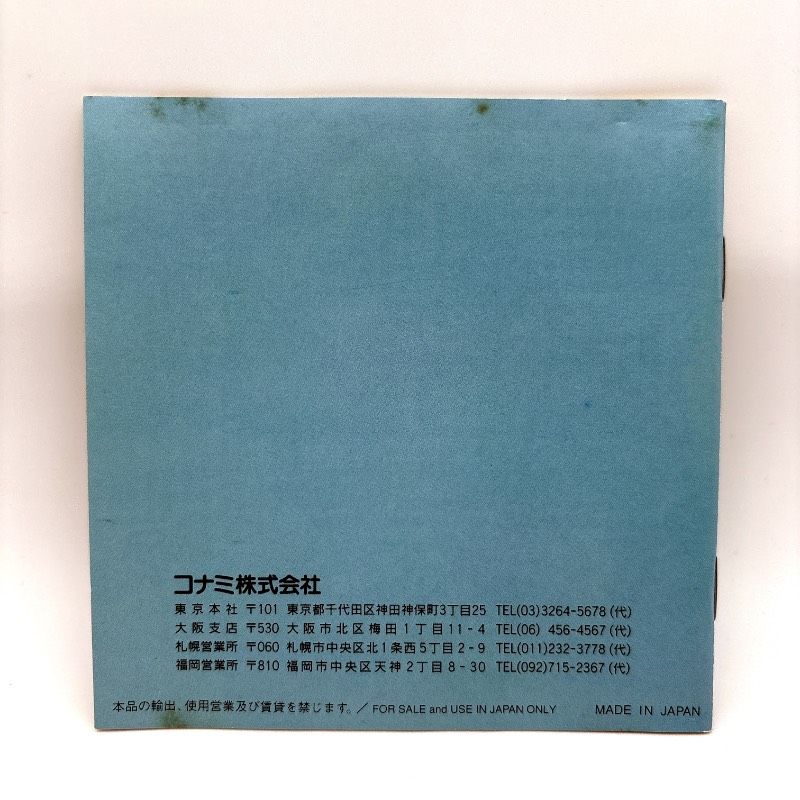 コナミ株式会社
東京本社 〒101 東京都千代田区神田神保町3丁目25 TEL(03)3264-5678(代)
大阪支店 〒530 大阪市北区梅田1丁目11-4 TEL(06) 456-4567(代)
札幌営業所 〒060 札幌市中央区北1条西5丁目2-9 TEL(011)232-3778(代)
福岡営業所 〒810 福岡市中央区天神2丁目8-30 TEL(092)715-2367(代)
本品の輸出、使用営業及び賃貸を禁じます。/ FOR SALE and USE IN JAPAN ONLY MADE IN JAPAN